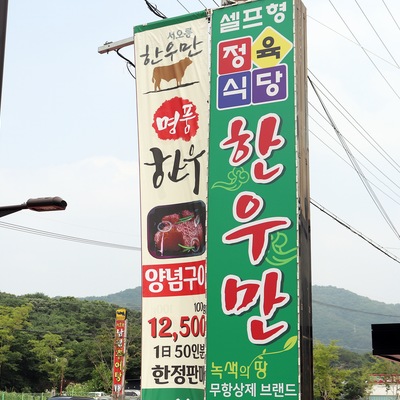 서오릉
한우만
명품
한우
양념구이
100g
12,500
1日 50인분
한정판매
셀프형
정육
식당
한우만
녹색의 땅
무항상제 브랜드